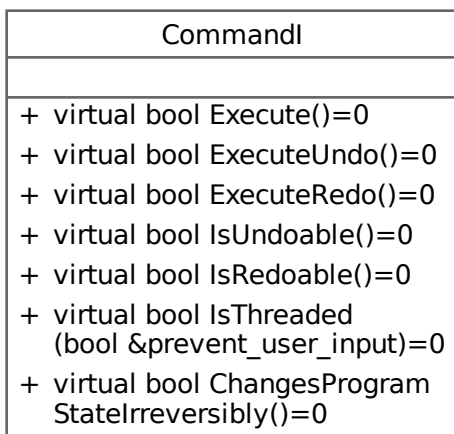 CommandI
+ virtual bool Execute()=0
+ virtual bool ExecuteUndo()=0
+ virtual bool ExecuteRedo()=0
+ virtual bool IsUndoable()=0
+ virtual bool IsRedoable()=0
+ virtual bool IsThreaded
(bool &prevent_user_input)=0
+ virtual bool ChangesProgram
StateIrreversibly()=0